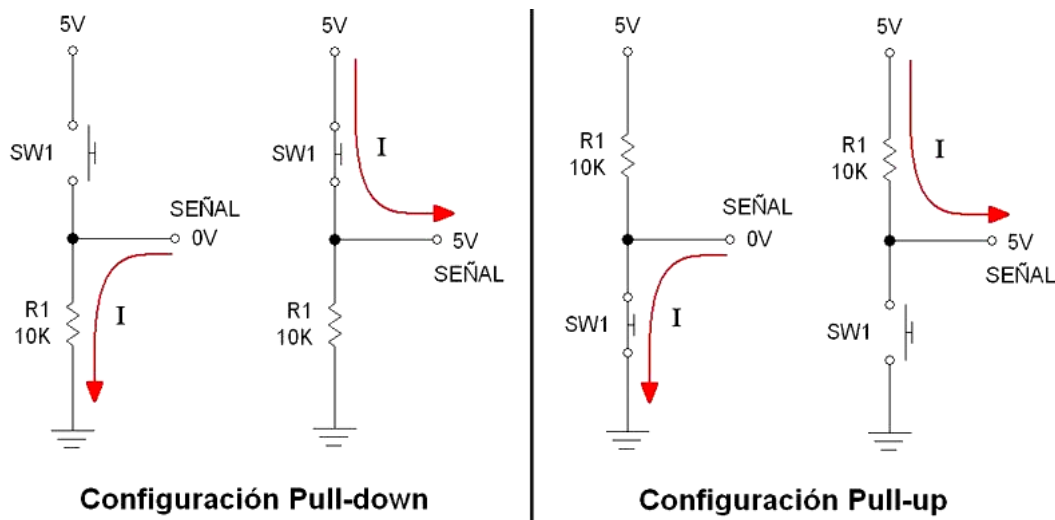 5V
SW1
SEÑAL
0V
R1
10K
I
5V
SW1
I
5V
SEÑAL
R1
10K
Configuración Pull-down
5V
R1
10K
SEÑAL
0V
SW1
I
5V
R1
10K
I
5V
SEÑAL
SW1
Configuración Pull-up